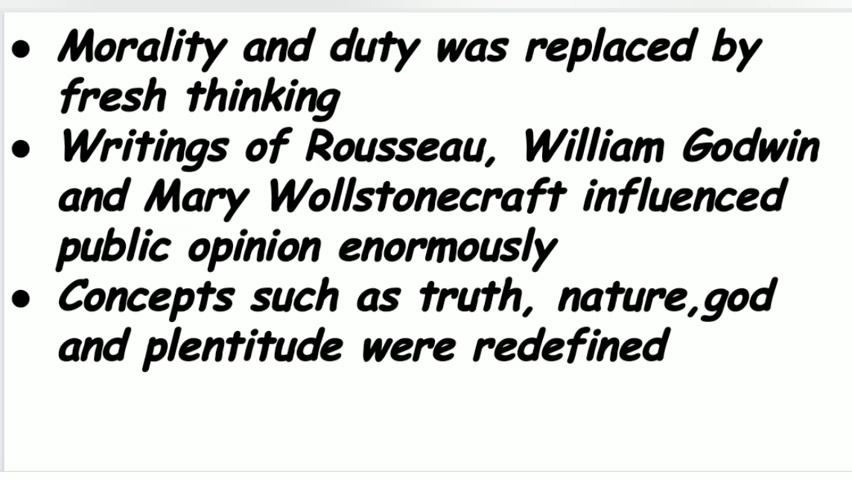 ● Morality and duty was replaced by
fresh thinking
● Writings of Rousseau, William Godwin
and Mary Wollstonecraft influenced
public opinion enormously
● Concepts such as truth, nature,god
and plentitude were redefined